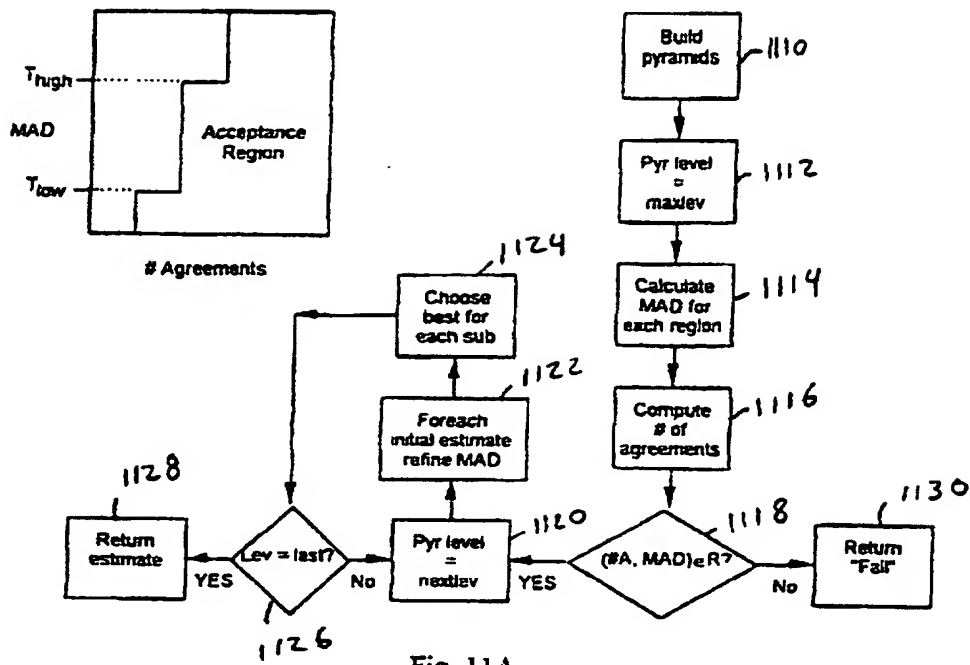 Thigh
MAD
Tlow
Acceptance
Region
# Agreements
Build
pyramids
1110
Pyr level
=
maxlev
1112
Calculate
MAD for
each region
1114
Compute
# of
agreements
1116
(#A, MAD)∈R?
1118
YES
No
Return
"Fail"
1130
Pyr level
=
nextlev
1120
Foreach
initial estimate
refine MAD
1122
Choose
best for
each sub
1124
Lev = last?
1126
YES
No
Return
estimate
1128
Fig. 11A